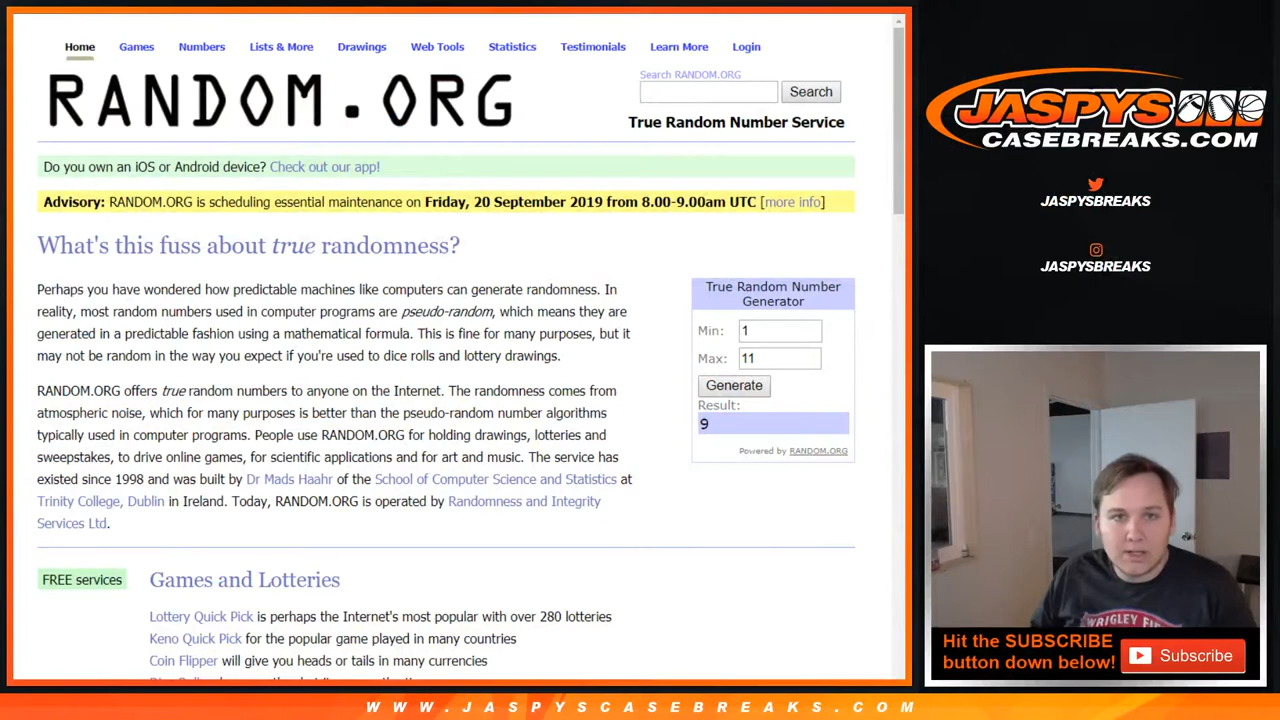 Home Games Numbers Lists & More Drawings Web Tools Statistics Testimonials Learn More Login
RANDOM.ORG
Search RANDOM.ORG
Search
True Random Number Service
Do you own an iOS or Android device? Check out our app!
Advisory: RANDOM.ORG is scheduling essential maintenance on Friday, 20 September 2019 from 8.00-9.00am UTC [more info]
What's this fuss about true randomness?
Perhaps you have wondered how predictable machines like computers can generate randomness. In
reality, most random numbers used in computer programs are pseudo-random, which means they are
generated in a predictable fashion using a mathematical formula. This is fine for many purposes, but it
may not be random in the way you expect if you're used to dice rolls and lottery drawings.
RANDOM.ORG offers true random numbers to anyone on the Internet. The randomness comes from
atmospheric noise, which for many purposes is better than the pseudo-random number algorithms
typically used in computer programs. People use RANDOM.ORG for holding drawings, lotteries and
sweepstakes, to drive online games, for scientific applications and for art and music. The service has
existed since 1998 and was built by Dr Mads Haahr of the School of Computer Science and Statistics at
Trinity College, Dublin in Ireland. Today, RANDOM.ORG is operated by Randomness and Integrity
Services Ltd.
True Random Number
Generator
Min: 1
Max: 11
Generate
Result:
9
Powered by RANDOM.ORG
FREE services
Games and Lotteries
Lottery Quick Pick is perhaps the Internet's most popular with over 280 lotteries
Keno Quick Pick for the popular game played in many countries
Coin Flipper will give you heads or tails in many currencies
JASPYS
CASEBREAKS.COM
JASPYSBREAKS
JASPYSBREAKS
WRIGLEY
Hit the SUBSCRIBE
button down below!
Subscribe
WWW.JASPYSCASEBREAKS.COM